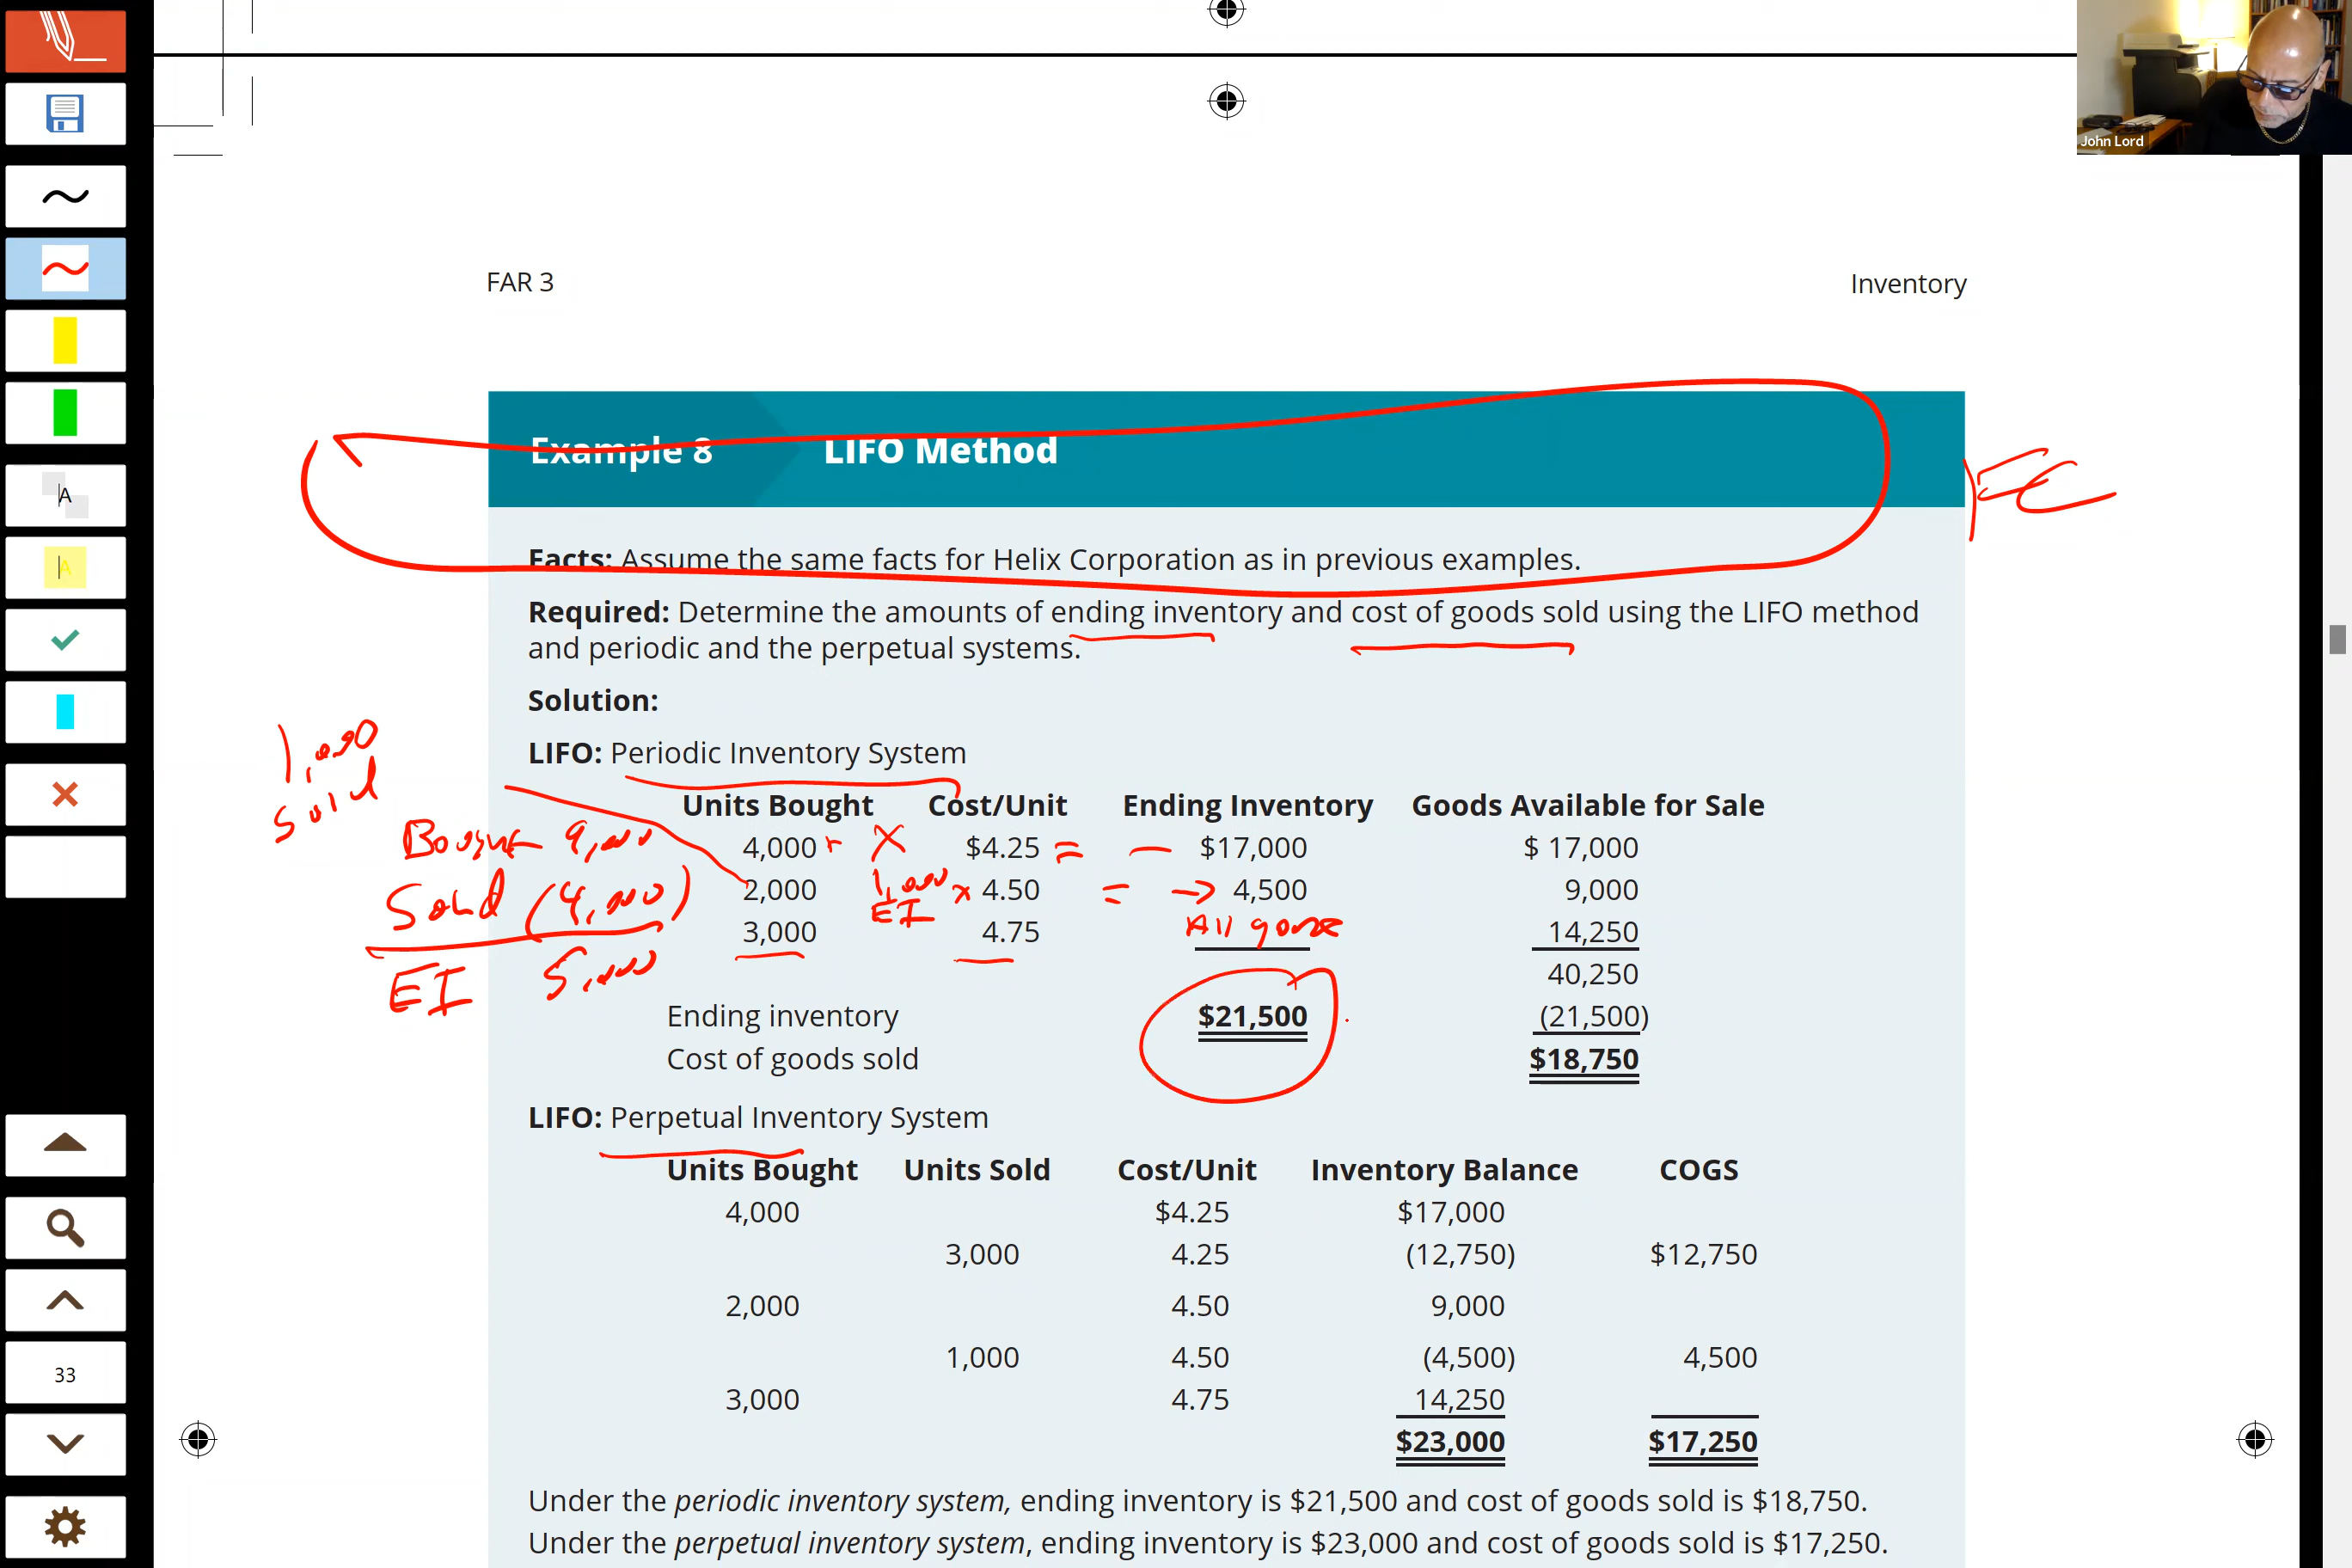 John Lord
FAR 3
Inventory
Example 8 LIFO Method
Facts: Assume the same facts for Helix Corporation as in previous examples.
Required: Determine the amounts of ending inventory and cost of goods sold using the LIFO method
and periodic and the perpetual systems.
Solution:
LIFO: Periodic Inventory System
Units Bought Cost/Unit Ending Inventory Goods Available for Sale
4,000 X $4.25 = $17,000 $ 17,000
2,000 1,000 EI x 4.50 = → 4,500 9,000
3,000 4.75 All gone 14,250
40,250
Ending inventory $21,500 (21,500)
Cost of goods sold $18,750
1,000
Sold
Bought 9,000
Sold (4,000)
EI 5,000
LIFO: Perpetual Inventory System
Units Bought Units Sold Cost/Unit Inventory Balance COGS
4,000 $4.25 $17,000
3,000 4.25 (12,750) $12,750
2,000 4.50 9,000
1,000 4.50 (4,500) 4,500
3,000 4.75 14,250
$23,000 $17,250
Under the periodic inventory system, ending inventory is $21,500 and cost of goods sold is $18,750.
Under the perpetual inventory system, ending inventory is $23,000 and cost of goods sold is $17,250.
A
A
33